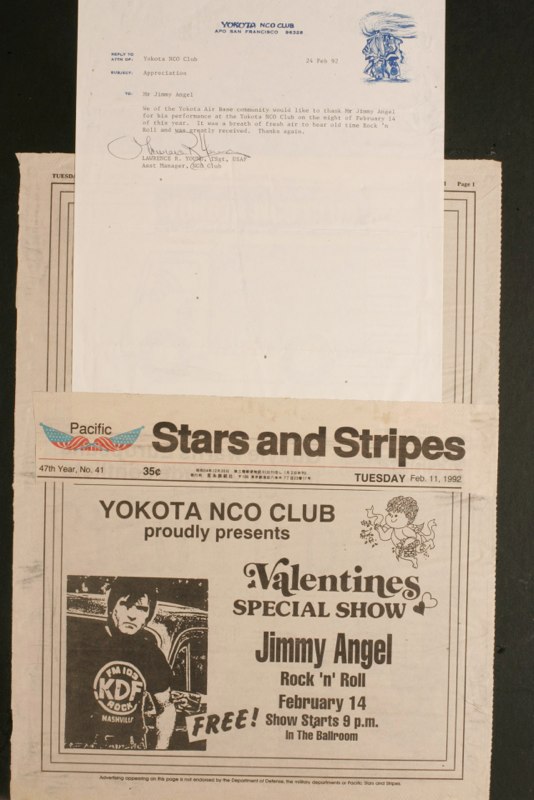 YOKOTA NCO CLUB
APO SAN FRANCISCO 96328
REPLY TO
ATTN OF: Yokota NCO Club 24 Feb 92
SUBJECT: Appreciation
TO: Mr Jimmy Angel
We of the Yokota Air Base community would like to thank Mr Jimmy Angel
for his performance at the Yokota NCO Club on the night of February 14
of this year. It was a breath of fresh air to hear old time Rock 'n
Roll and was greatly received. Thanks again.
LAWRENCE R. YOUNG, TSgt, USAF
Asst Manager, NCO Club
TUESD
Page 1
Pacific
Stars and Stripes
47th Year, No. 41 35¢ TUESDAY Feb. 11, 1992
YOKOTA NCO CLUB
proudly presents
Valentines
SPECIAL SHOW
Jimmy Angel
Rock 'n' Roll
February 14
FREE! Show Starts 9 p.m.
In The Ballroom
FM 103
KDF
ROCK
NASHVILLE
Advertising appearing on this page is not endorsed by the Department of Defense, the military departments or Pacific Stars and Stripes.